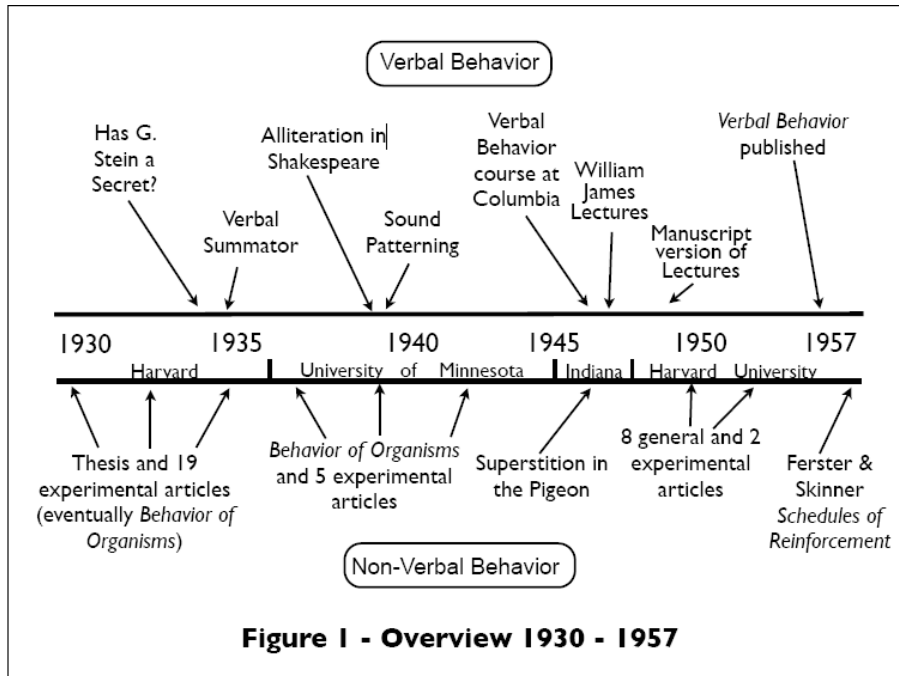 Verbal Behavior
Has G.
Stein a
Secret?
Verbal
Summator
Alliteration in
Shakespeare
Sound
Patterning
Verbal
Behavior
course at
Columbia
William
James
Lectures
Manuscript
version of
Lectures
Verbal Behavior
published
1930 1935 1940 1945 1950 1957
Harvard University of Minnesota Indiana Harvard University
Thesis and 19
experimental articles
(eventually Behavior of
Organisms)
Behavior of Organisms
and 5 experimental
articles
Superstition in
the Pigeon
8 general and 2
experimental
articles
Ferster &
Skinner
Schedules of
Reinforcement
Non-Verbal Behavior
Figure 1 - Overview 1930 - 1957